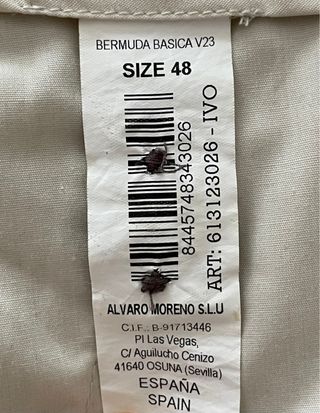 BERMUDA BASICA V23
SIZE 48
8445748343026
ART: 613123026 - IVO
ALVARO MORENO S.L.U
C.I.F.: B-91713446
PI Las Vegas,
C/ Aguilucho Cenizo
41640 OSUNA (Sevilla)
ESPAÑA
SPAIN